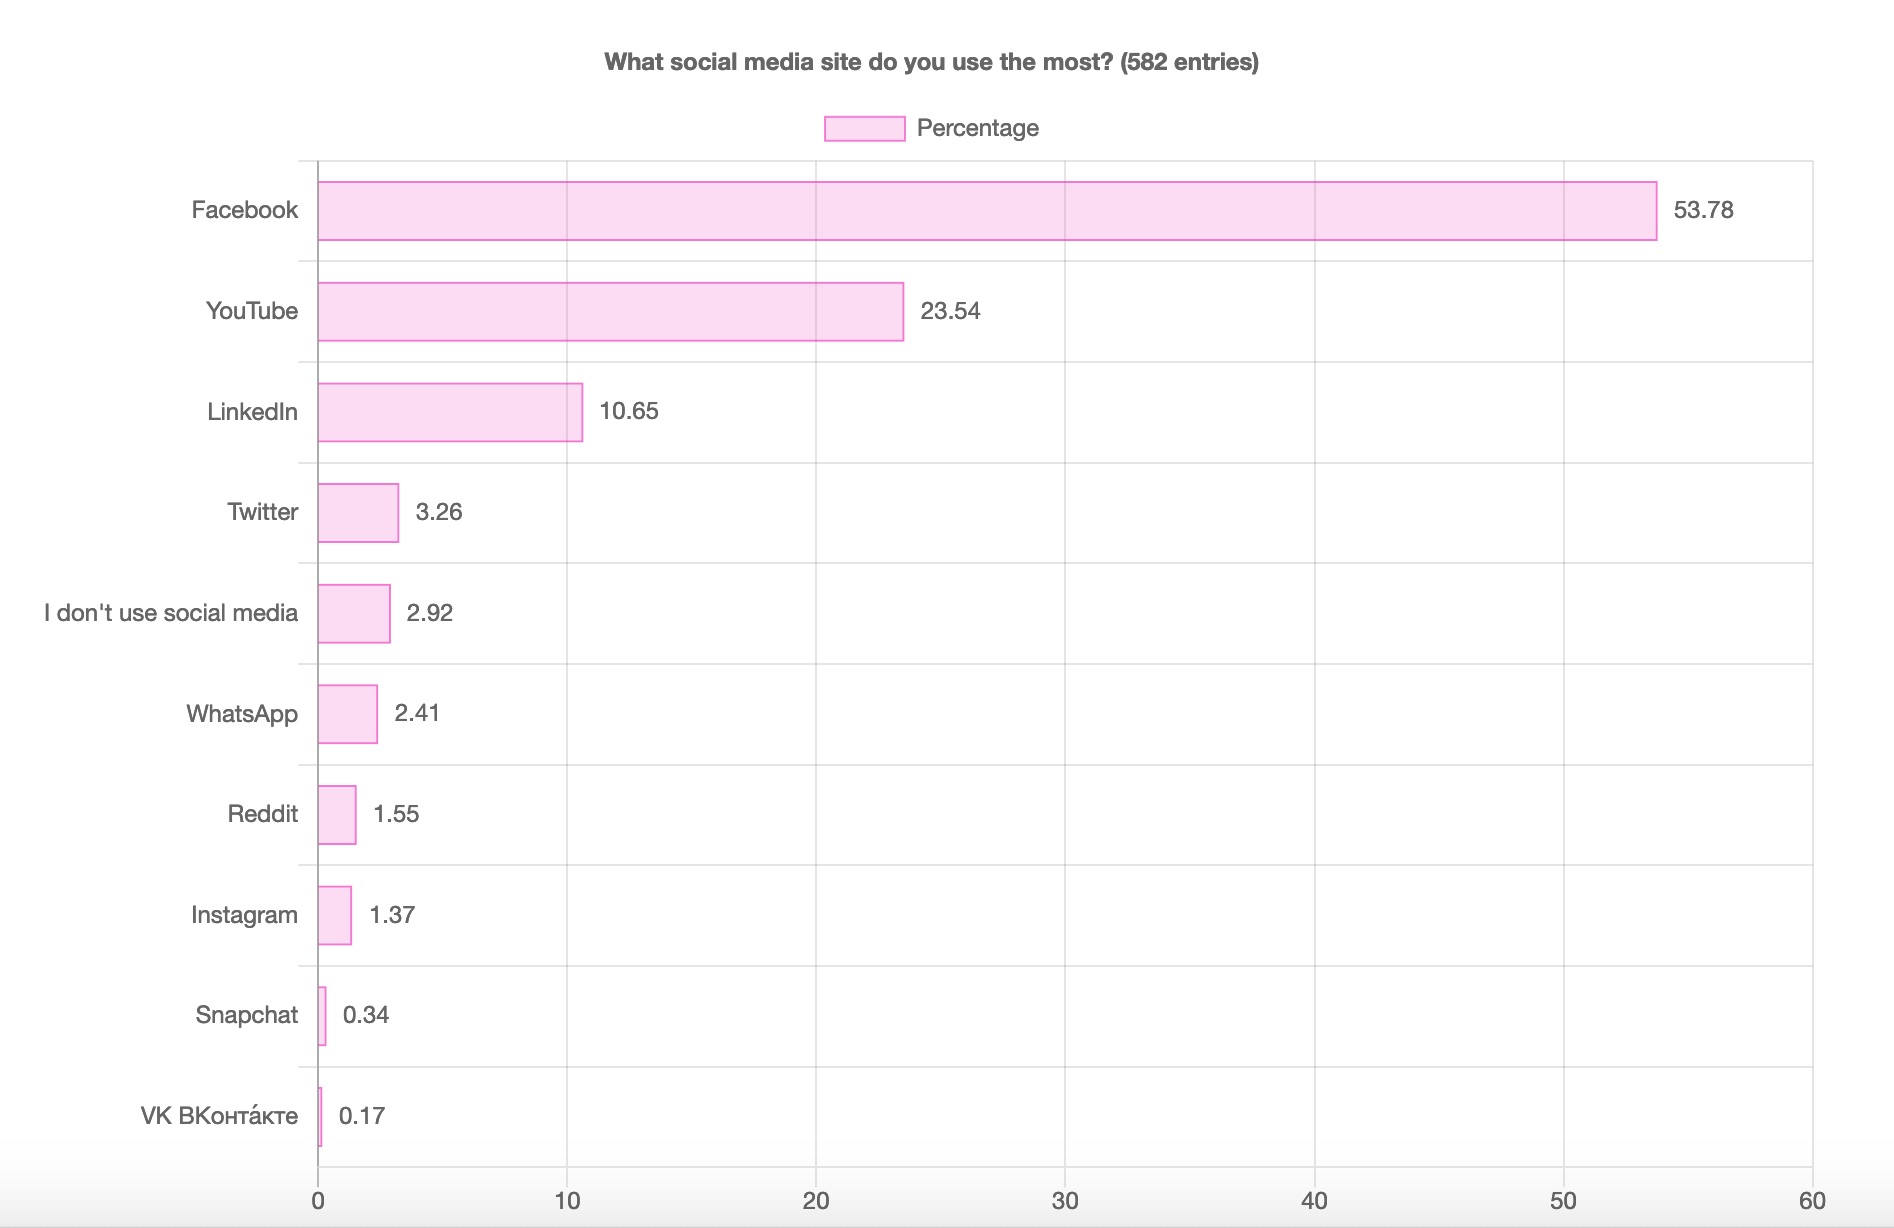 What social media site do you use the most? (582 entries)
Percentage
Facebook 53.78
YouTube 23.54
LinkedIn 10.65
Twitter 3.26
I don't use social media 2.92
WhatsApp 2.41
Reddit 1.55
Instagram 1.37
Snapchat 0.34
VK ВКонта́кте 0.17
0 10 20 30 40 50 60